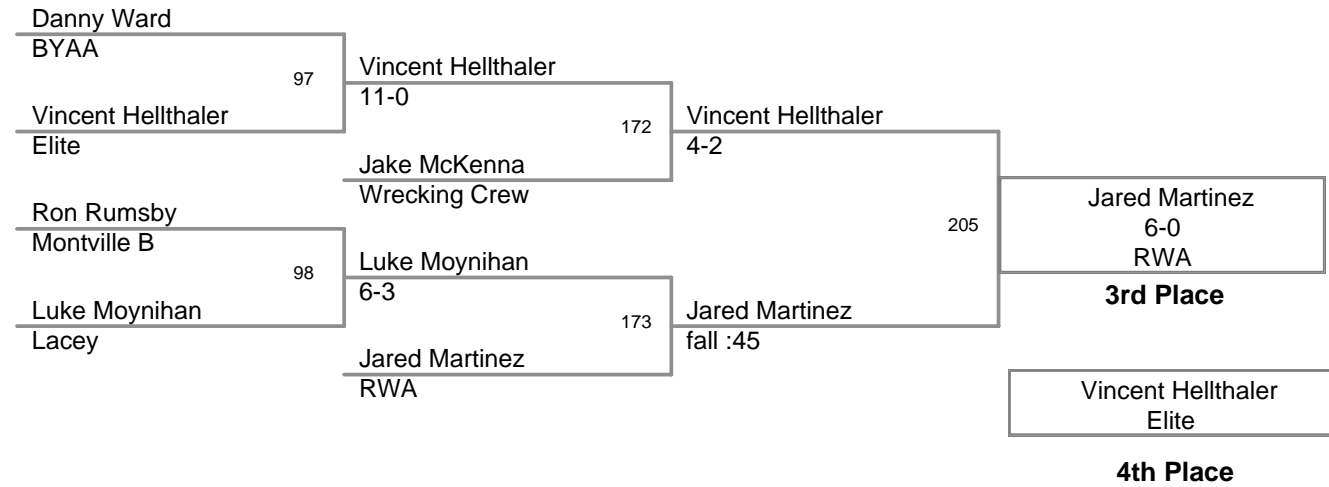 Danny Ward
BYAA
97
Vincent Hellthaler
11-0
Vincent Hellthaler
Elite
172
Vincent Hellthaler
4-2
Jake McKenna
Wrecking Crew
Ron Rumsby
Montville B
205
Jared Martinez
6-0
RWA
3rd Place
98
Luke Moynihan
6-3
Luke Moynihan
Lacey
173
Jared Martinez
fall :45
Jared Martinez
RWA
Vincent Hellthaler
Elite
4th Place